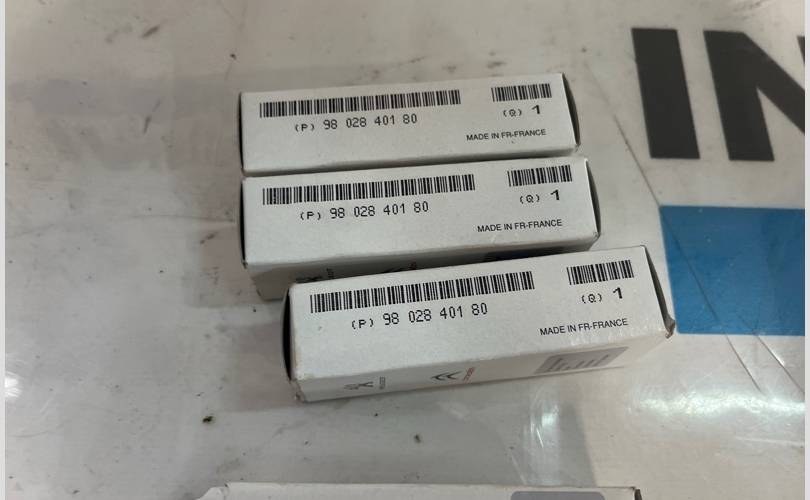 (P) 98 028 401 80
(Q) 1
MADE IN FR-FRANCE
(P) 98 028 401 80
(Q) 1
MADE IN FR-FRANCE
(P) 98 028 401 80
(Q) 1
MADE IN FR-FRANCE
IN